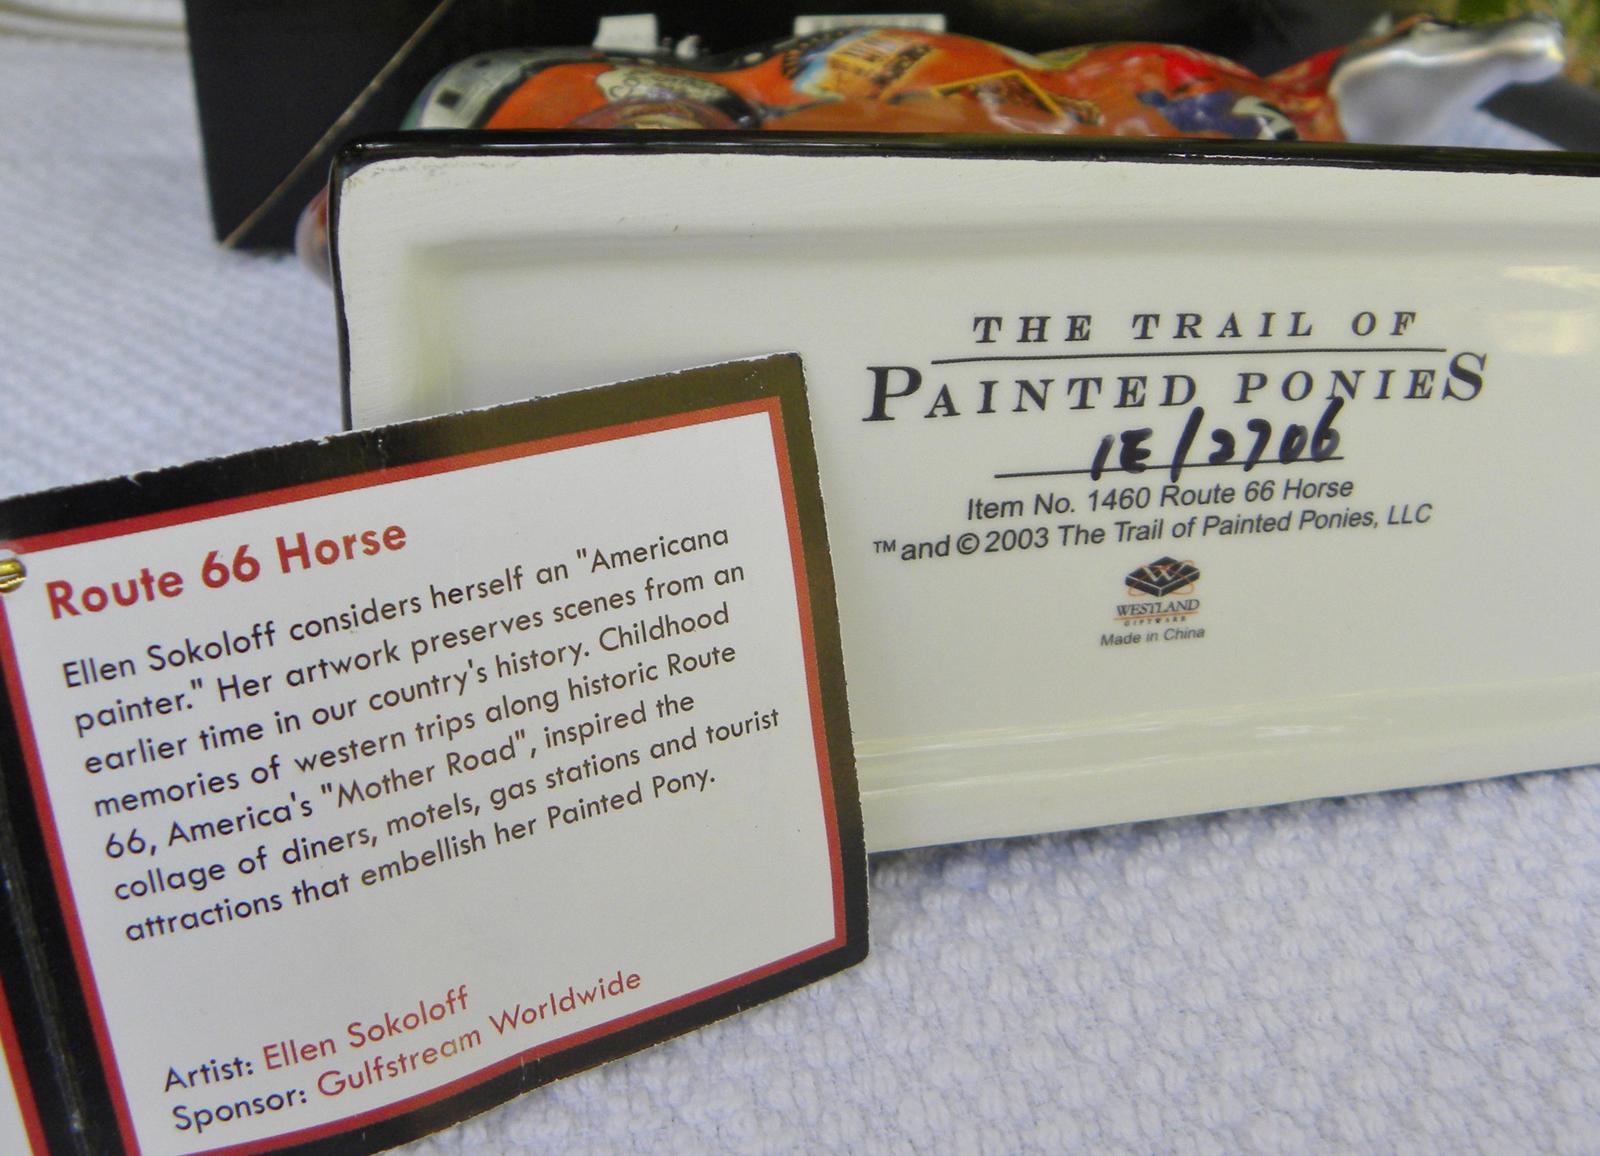 THE TRAIL OF
PAINTED PONIES
1E/2706
Item No. 1460 Route 66 Horse
™ and © 2003 The Trail of Painted Ponies, LLC
WESTLAND
GIFTWARE
Made in China
Route 66 Horse
Ellen Sokoloff considers herself an "Americana
painter." Her artwork preserves scenes from an
earlier time in our country's history. Childhood
memories of western trips along historic Route
66, America's "Mother Road", inspired the
collage of diners, motels, gas stations and tourist
attractions that embellish her Painted Pony.
Artist: Ellen Sokoloff
Sponsor: Gulfstream Worldwide